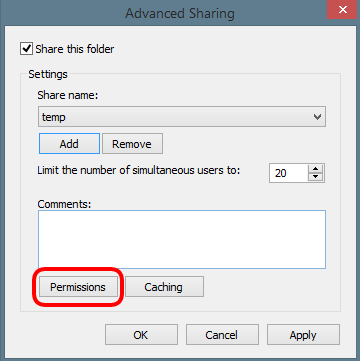 Advanced Sharing
Share this folder
Settings
Share name:
temp
Add Remove
Limit the number of simultaneous users to: 20
Comments:
Permissions Caching
OK Cancel Apply